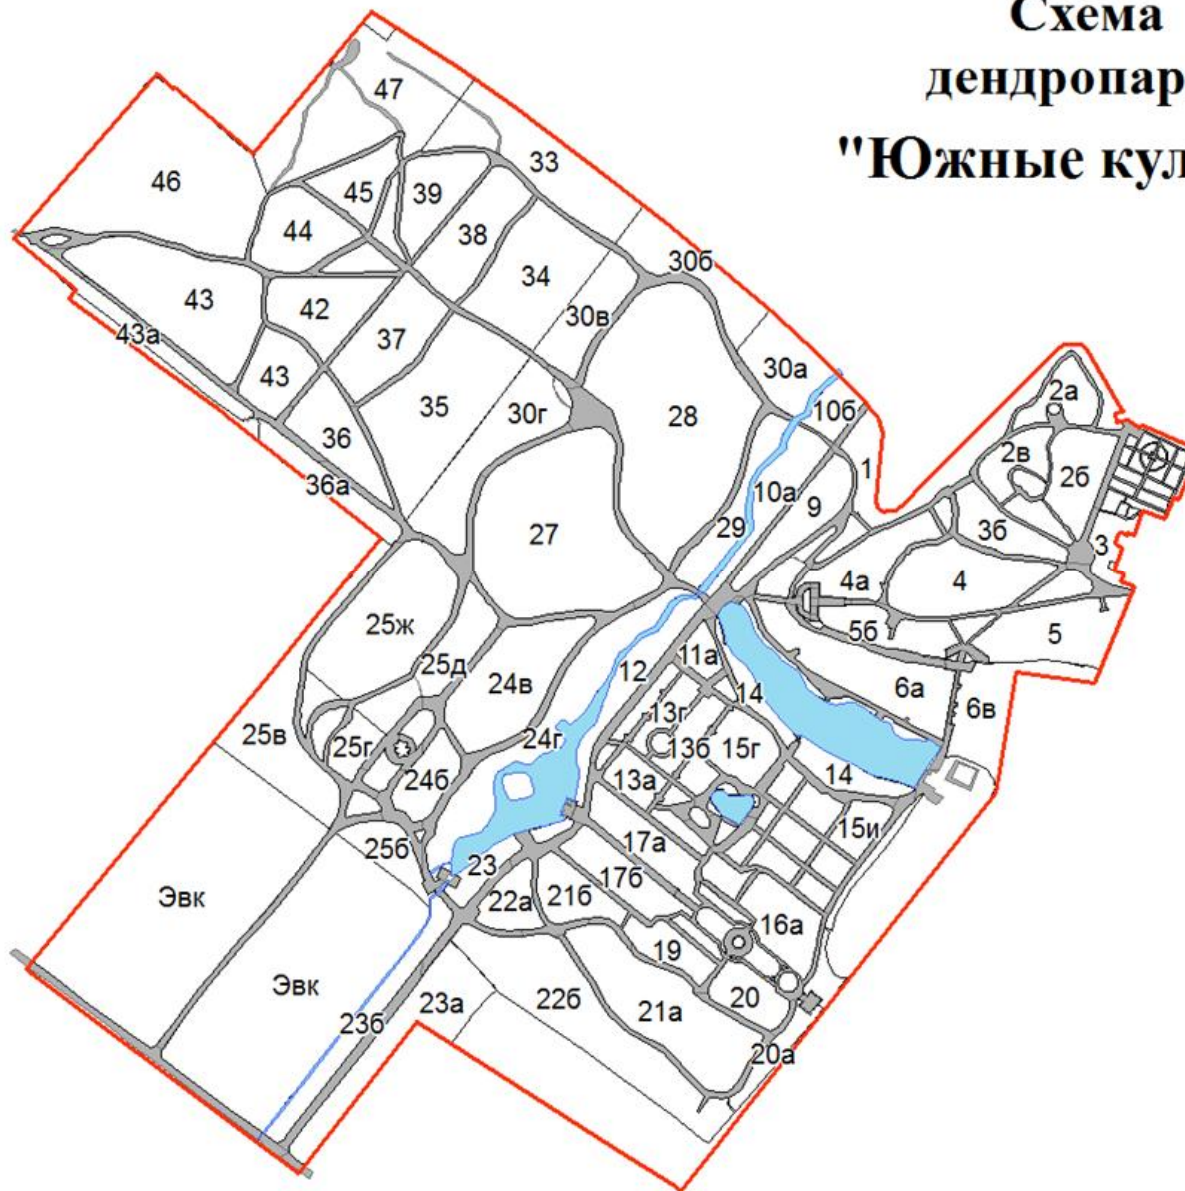 Схема
дендропар
"Южные кул
47
33
46
45
39
44
38
34
30б
43
42
30в
43а
37
30а
43
35
30г
28
10б
2а
36
1
2в
2б
36а
10а
9
27
29
3б
3
4а
4
25ж
5б
5
25д
12
11а
24в
14
6а
6в
25в
25г
24г
13г
13б
15г
24б
13а
14
15и
25б
17а
23
17б
Эвк
22а
21б
16а
19
Эвк
23а
22б
20
21а
23б
20а